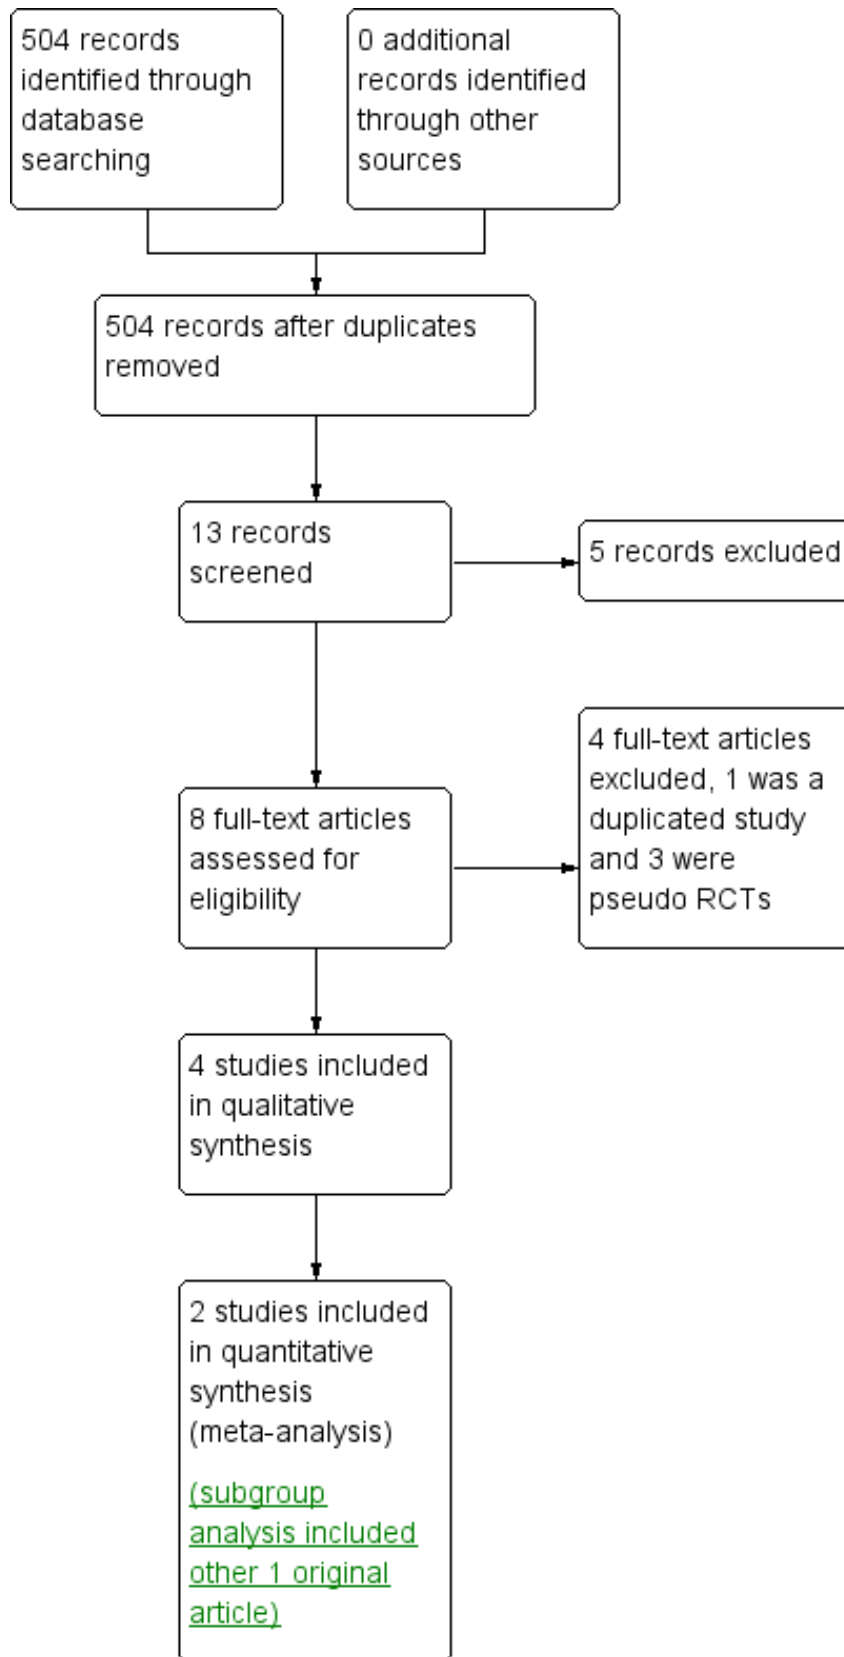 504 records
identified through
database
searching
0 additional
records identified
through other
sources
504 records after duplicates
removed
13 records
screened
5 records excluded
8 full-text articles
assessed for
eligibility
4 full-text articles
excluded, 1 was a
duplicated study
and 3 were
pseudo RCTs
4 studies included
in qualitative
synthesis
2 studies included
in quantitative
synthesis
(meta-analysis)
(subgroup
analysis included
other 1 original
article)